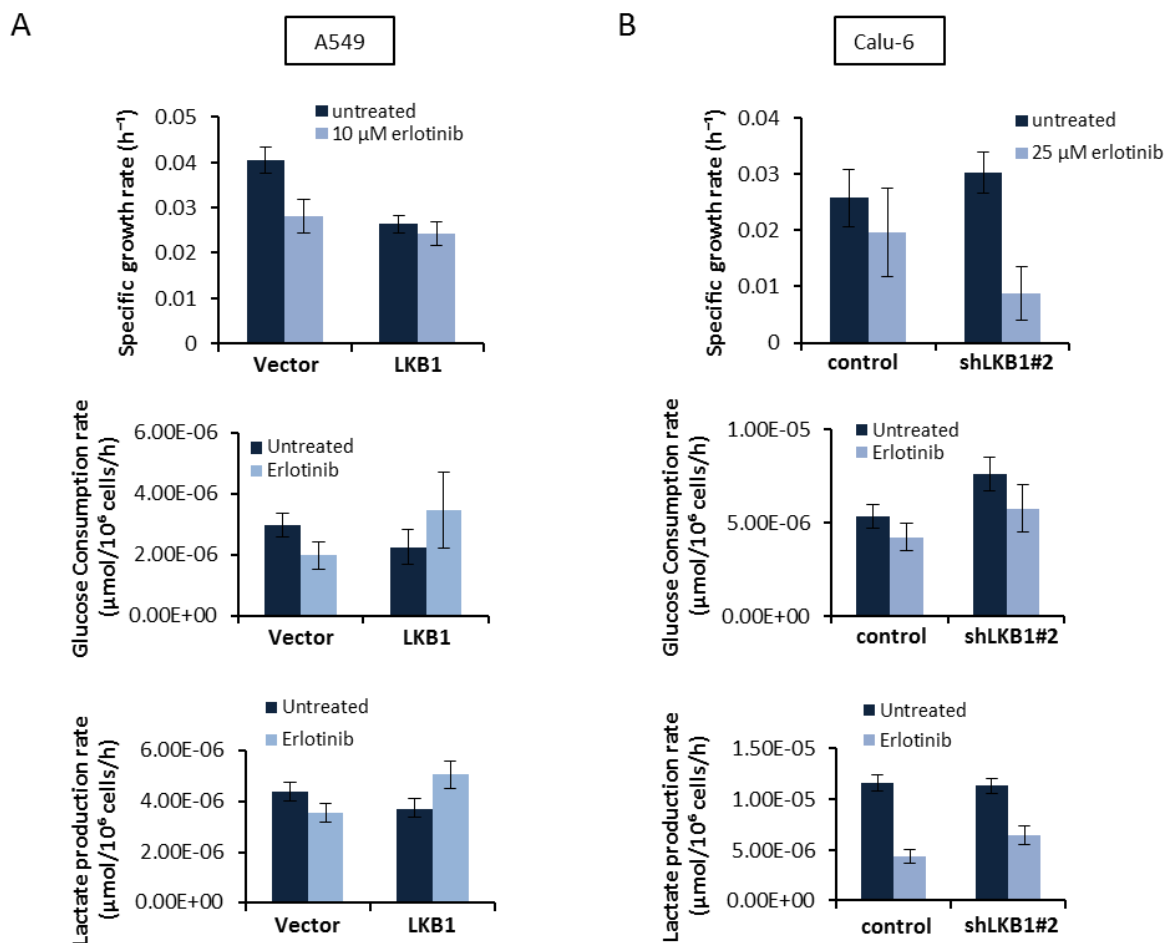 A
A549
Specific growth rate (h⁻¹)
untreated
10 µM erlotinib
0.05
0.04
0.03
0.02
0.01
0
Vector LKB1
Glucose Consumption rate
(µmol/10⁶ cells/h)
Untreated
Erlotinib
6.00E-06
4.00E-06
2.00E-06
0.00E+00
Vector LKB1
Lactate production rate
(µmol/10⁶ cells/h)
Untreated
Erlotinib
6.00E-06
4.00E-06
2.00E-06
0.00E+00
Vector LKB1
B
Calu-6
Specific growth rate (h⁻¹)
untreated
25 µM erlotinib
0.04
0.03
0.02
0.01
0
control shLKB1#2
Glucose Consumption rate
(µmol/10⁶ cells/h)
Untreated
Erlotinib
1.00E-05
5.00E-06
0.00E+00
control shLKB1#2
Lactate production rate
(µmol/10⁶ cells/h)
Untreated
Erlotinib
1.50E-05
1.00E-05
5.00E-06
0.00E+00
control shLKB1#2